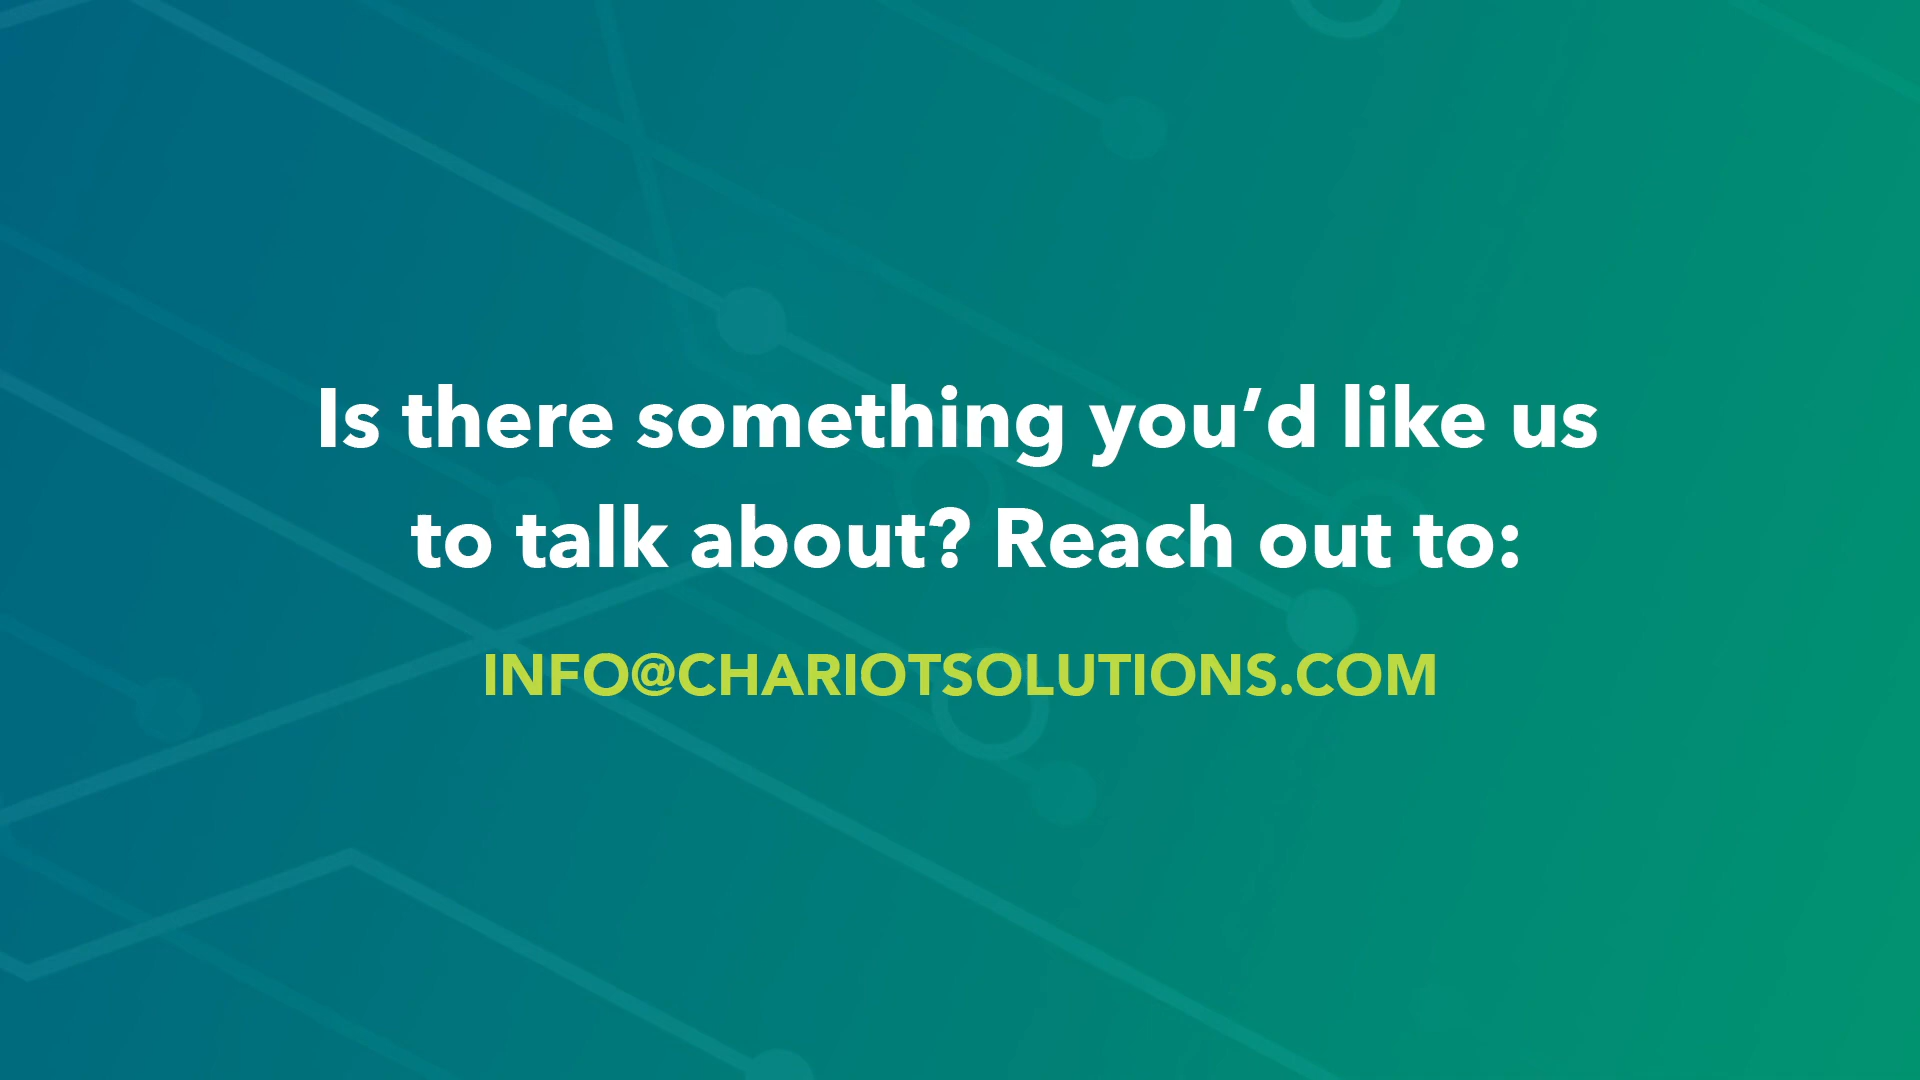 Is there something you’d like us
to talk about? Reach out to:
INFO@CHARIOTSOLUTIONS.COM